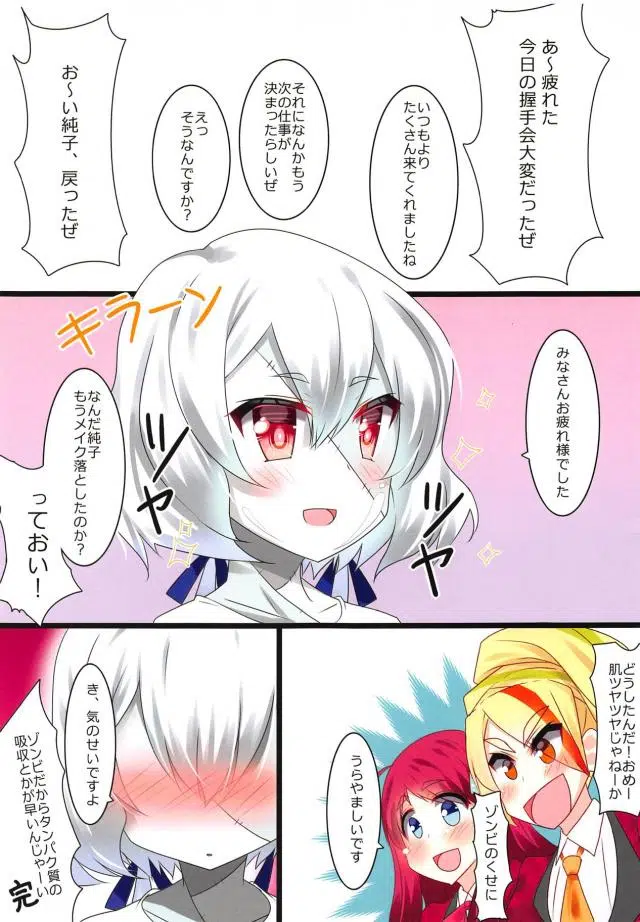 あ〜疲れた
今日の握手会大変だったぜ
いつもより
たくさん来てくれましたね
それになんかもう
次の仕事が
決まったらしいぜ
えっ
そうなんですか?
お〜い純子、戻ったぜ
キラーン
みなさんお疲れ様でした
ツヤ
ツヤ
なんだ純子
もうメイク落としたのか?
っておい!
どうしたんだ!おめー
肌ツヤツヤじゃねーか
ゾンビのくせに
うらやましいです
き、気のせいですよ
ゾンビだからタンパク質の
吸収とかが早いんじゃーい
完